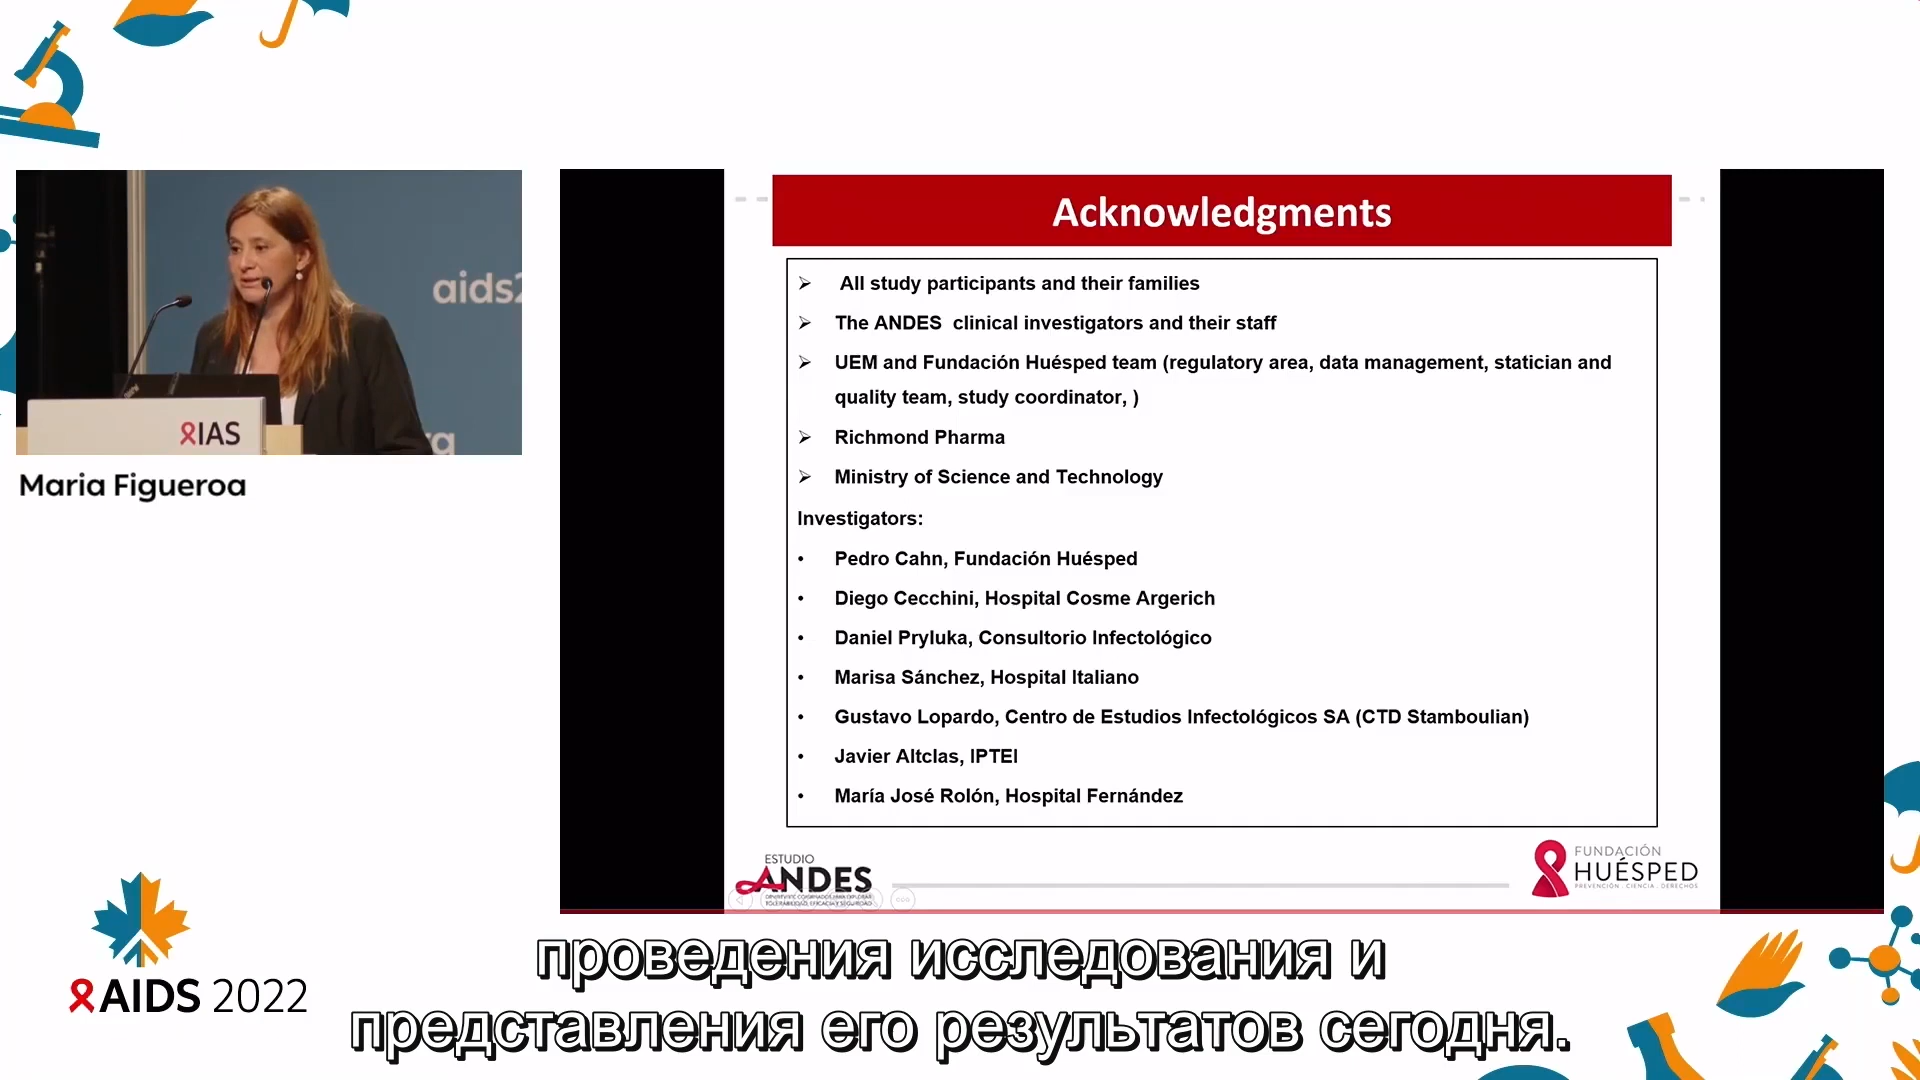 aids2
rg
IAS
Maria Figueroa
Acknowledgments
➢ All study participants and their families
➢ The ANDES clinical investigators and their staff
➢ UEM and Fundación Huésped team (regulatory area, data management, statician and
quality team, study coordinator, )
➢ Richmond Pharma
➢ Ministry of Science and Technology
Investigators:
• Pedro Cahn, Fundación Huésped
• Diego Cecchini, Hospital Cosme Argerich
• Daniel Pryluka, Consultorio Infectológico
• Marisa Sánchez, Hospital Italiano
• Gustavo Lopardo, Centro de Estudios Infectológicos SA (CTD Stamboulian)
• Javier Altclas, IPTEI
• María José Rolón, Hospital Fernández
ESTUDIO
ANDES
FUNDACIÓN
HUÉSPED
PREVENCIÓN . CIENCIA . DERECHOS
AIDS 2022
проведения исследования и
представления его результатов сегодня.